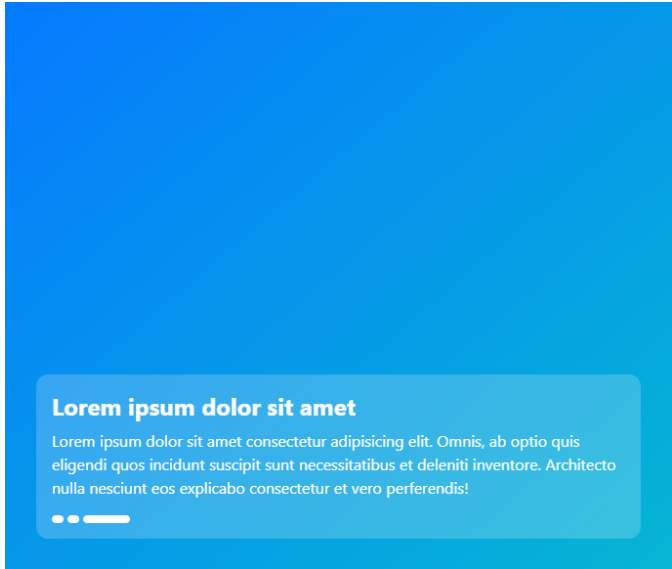 Lorem ipsum dolor sit amet
Lorem ipsum dolor sit amet consectetur adipisicing elit. Omnis, ab optio quis
eligendi quos incidunt suscipit sunt necessitatibus et deleniti inventore. Architecto
nulla nesciunt eos explicabo consectetur et vero perferendis!